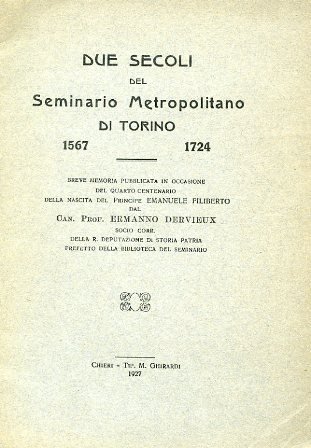 DUE SECOLI
DEL
Seminario Metropolitano
DI TORINO
1567 1724
BREVE MEMORIA PUBBLICATA IN OCCASIONE
DEL QUARTO CENTENARIO
DELLA NASCITA DEL PRINCIPE EMANUELE FILIBERTO
DAL
CAN. PROF. ERMANNO DERVIEUX
SOCIO CORR.
DELLA R. DEPUTAZIONE DI STORIA PATRIA
PREFETTO DELLA BIBLIOTECA DEL SEMINARIO
CHIERI - TIP. M. GHIRARDI
1927